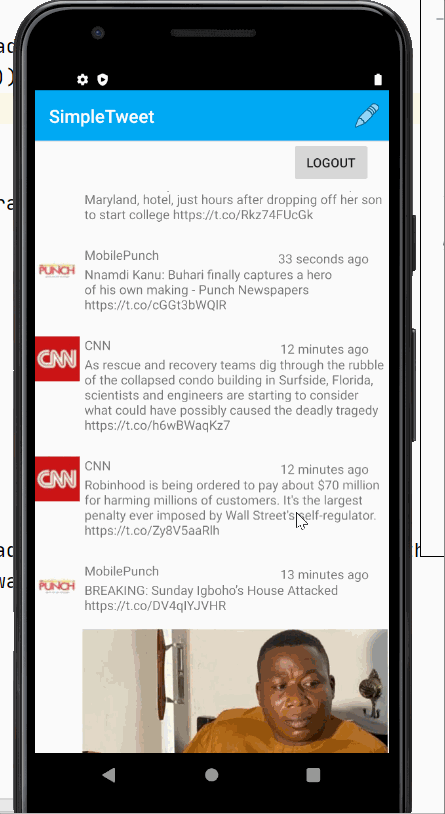 SimpleTweet
LOGOUT
Maryland, hotel, just hours after dropping off her son
to start college https://t.co/Rkz74FUcGk
MobilePunch
33 seconds ago
PUNCH
Nnamdi Kanu: Buhari finally captures a hero
of his own making - Punch Newspapers
https://t.co/cGGt3bWQlR
CNN
12 minutes ago
CNN
As rescue and recovery teams dig through the rubble
of the collapsed condo building in Surfside, Florida,
scientists and engineers are starting to consider
what could have possibly caused the deadly tragedy
https://t.co/h6wBWaqKz7
CNN
12 minutes ago
CNN
Robinhood is being ordered to pay about $70 million
for harming millions of customers. It's the largest
penalty ever imposed by Wall Street's self-regulator.
https://t.co/Zy8V5aaRlh
MobilePunch
13 minutes ago
PUNCH
BREAKING: Sunday Igboho's House Attacked
https://t.co/DV4qlYJVHR